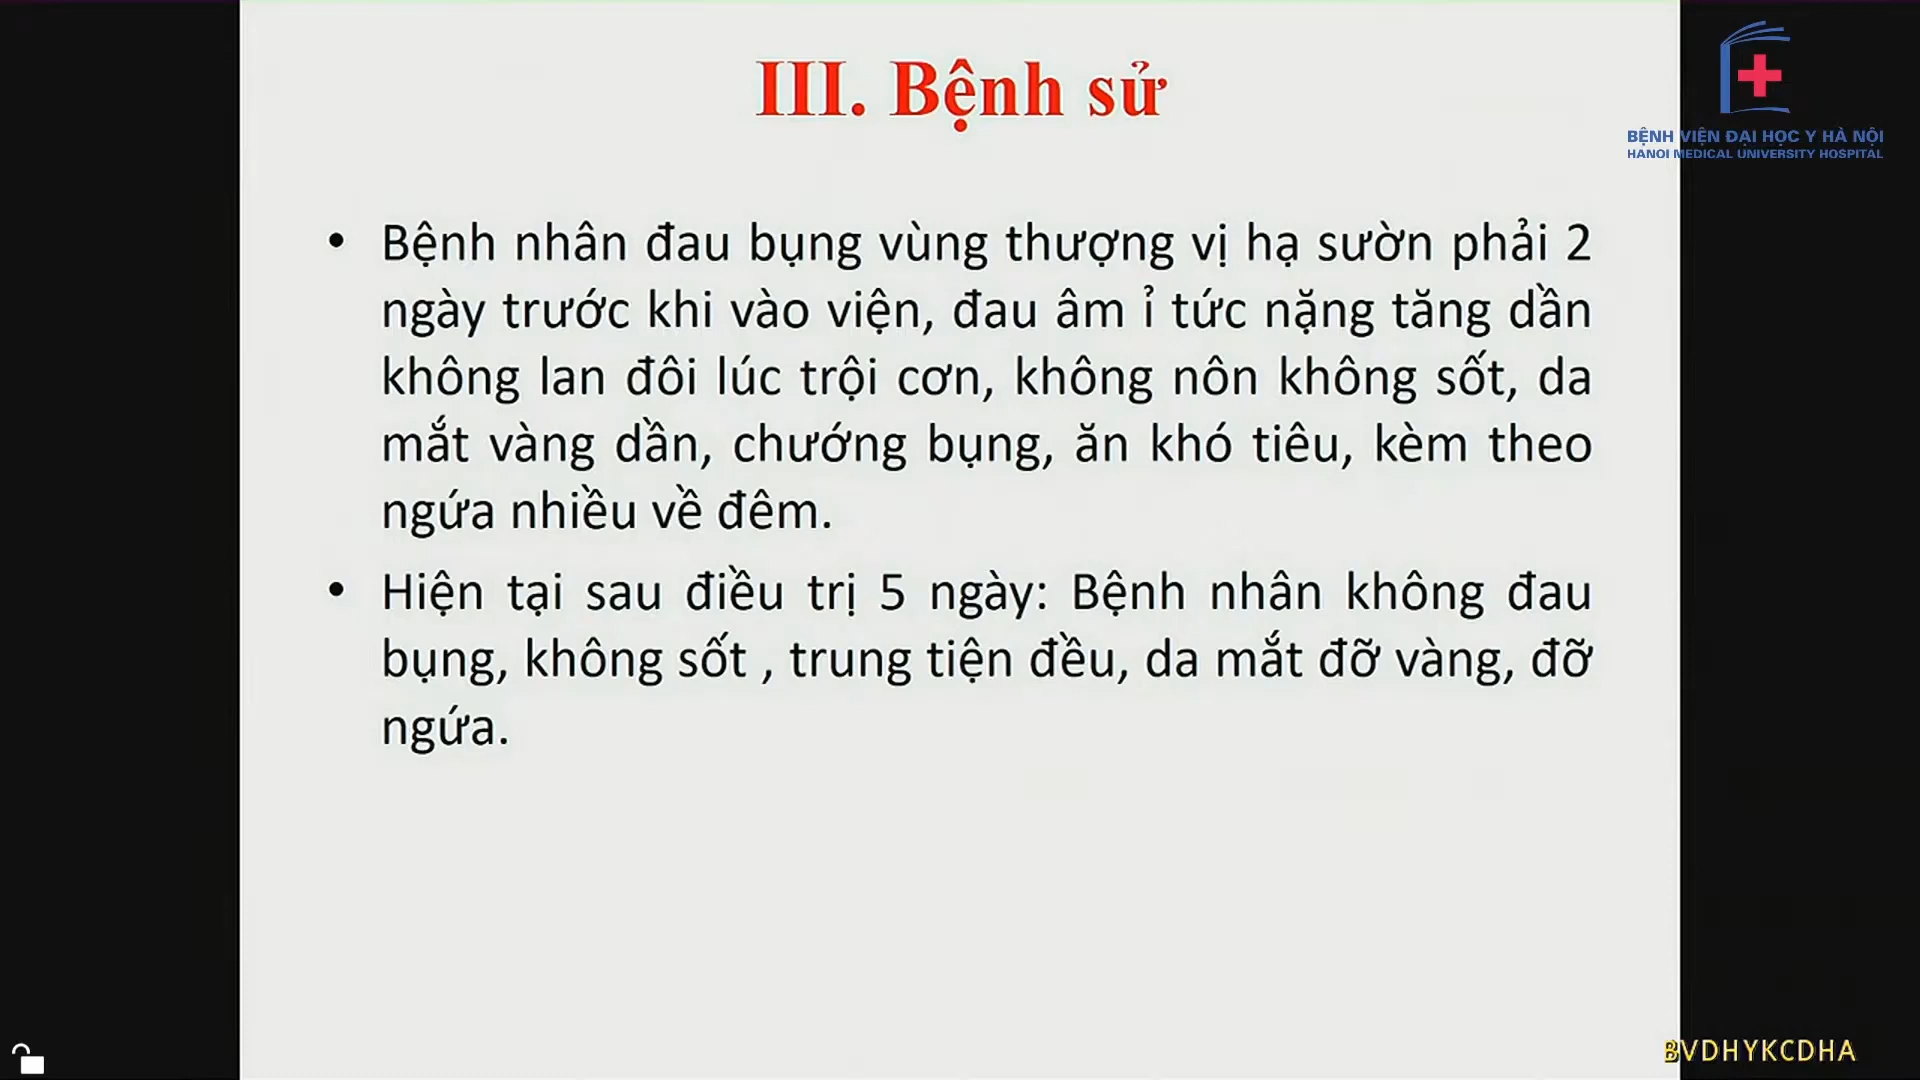 III. Bệnh sử
BỆNH VIỆN ĐẠI HỌC Y HÀ NỘI
HANOI MEDICAL UNIVERSITY HOSPITAL
• Bệnh nhân đau bụng vùng thượng vị hạ sườn phải 2
ngày trước khi vào viện, đau âm ỉ tức nặng tăng dần
không lan đôi lúc trội cơn, không nôn không sốt, da
mắt vàng dần, chướng bụng, ăn khó tiêu, kèm theo
ngứa nhiều về đêm.
• Hiện tại sau điều trị 5 ngày: Bệnh nhân không đau
bụng, không sốt , trung tiện đều, da mắt đỡ vàng, đỡ
ngứa.
BVDHYKCDHA